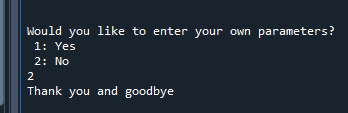 Would you like to enter your own parameters?
1: Yes
2: No
2
Thank you and goodbye